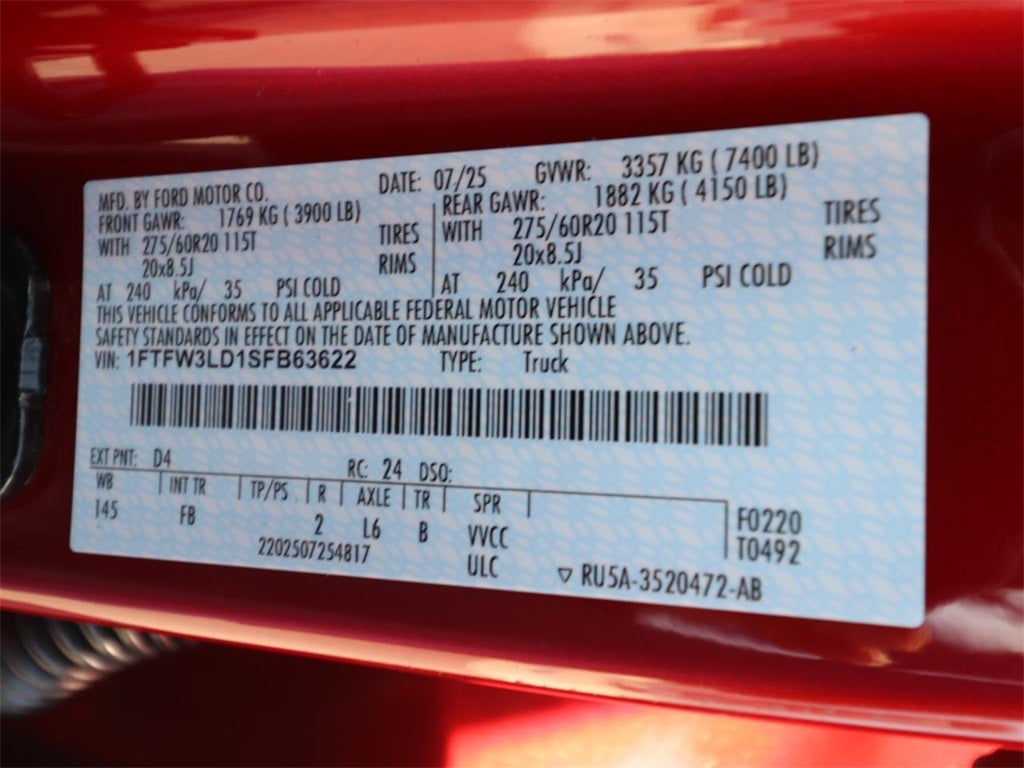 MFD. BY FORD MOTOR CO. DATE: 07/25 GVWR: 3357 KG ( 7400 LB)
FRONT GAWR: 1769 KG ( 3900 LB) REAR GAWR: 1882 KG ( 4150 LB)
WITH 275/60R20 115T TIRES WITH 275/60R20 115T TIRES
20x8.5J RIMS 20x8.5J RIMS
AT 240 kPa/ 35 PSI COLD AT 240 kPa/ 35 PSI COLD
THIS VEHICLE CONFORMS TO ALL APPLICABLE FEDERAL MOTOR VEHICLE
SAFETY STANDARDS IN EFFECT ON THE DATE OF MANUFACTURE SHOWN ABOVE.
VIN: 1FTFW3LD1SFB63622 TYPE: Truck
EXT PNT: D4 RC: 24 DSO:
WB INT TR TP/PS R AXLE TR SPR
145 FB 2 L6 B VVCC F0220
2202507254817 ULC T0492
▽ RU5A-3520472-AB